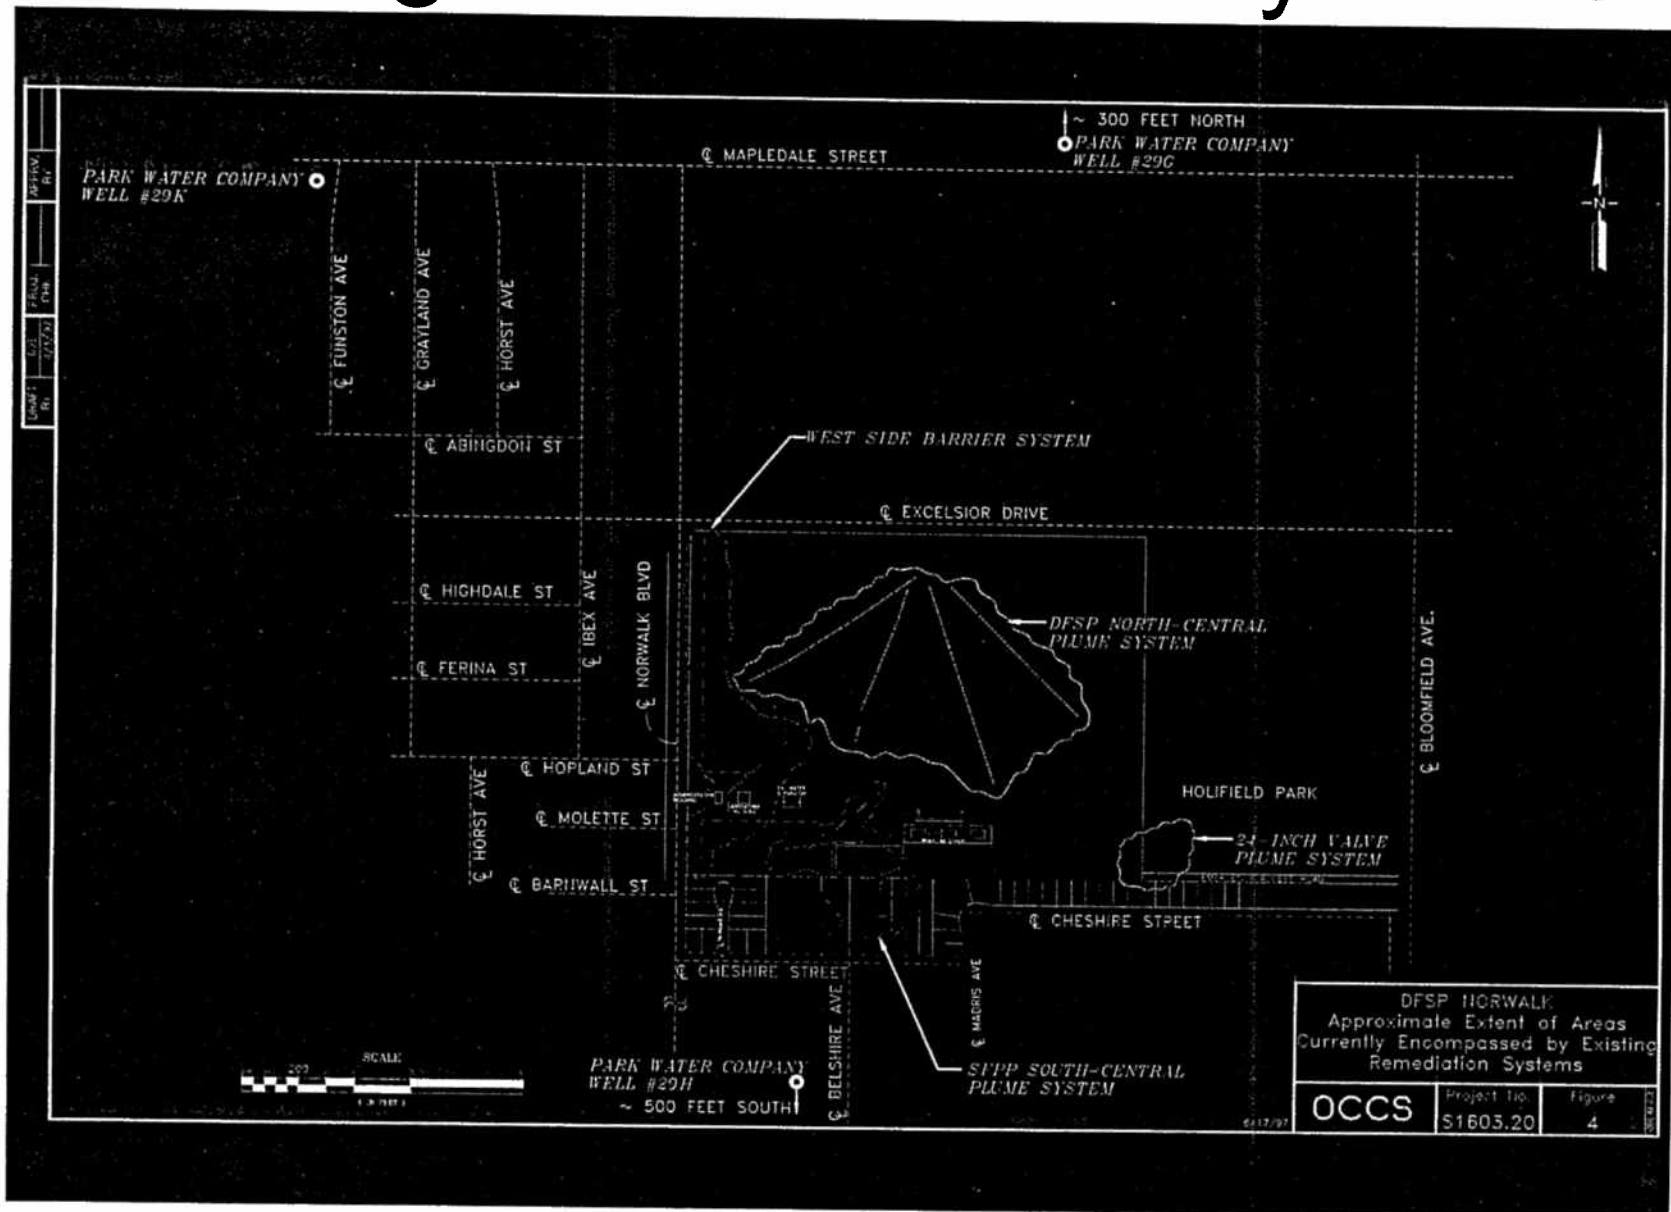 ~ 300 FEET NORTH
PARK WATER COMPANY
WELL #29G
℄ MAPLEDALE STREET
PARK WATER COMPANY
WELL #29K
-N-
℄ FUNSTON AVE
℄ GRAYLAND AVE
℄ HORST AVE
℄ ABINGDON ST
WEST SIDE BARRIER SYSTEM
℄ EXCELSIOR DRIVE
℄ HIGHDALE ST
℄ IBEX AVE
℄ NORWALK BLVD
℄ FERINA ST
DFSP NORTH-CENTRAL
PLUME SYSTEM
℄ BLOOMFIELD AVE.
℄ HOPLAND ST
℄ HORST AVE
℄ MOLETTE ST
℄ BARNWALL ST
HOLIFIELD PARK
24-INCH VALVE
PLUME SYSTEM
℄ CHESHIRE STREET
℄ CHESHIRE STREET
℄ BELSHIRE AVE
℄ MADRIS AVE
SCALE
200
PARK WATER COMPANY
WELL #29H
~ 500 FEET SOUTH
SFPP SOUTH-CENTRAL
PLUME SYSTEM
DFSP NORWALK
Approximate Extent of Areas
Currently Encompassed by Existing
Remediation Systems
OCCS
Project No.
S1603.20
Figure
4